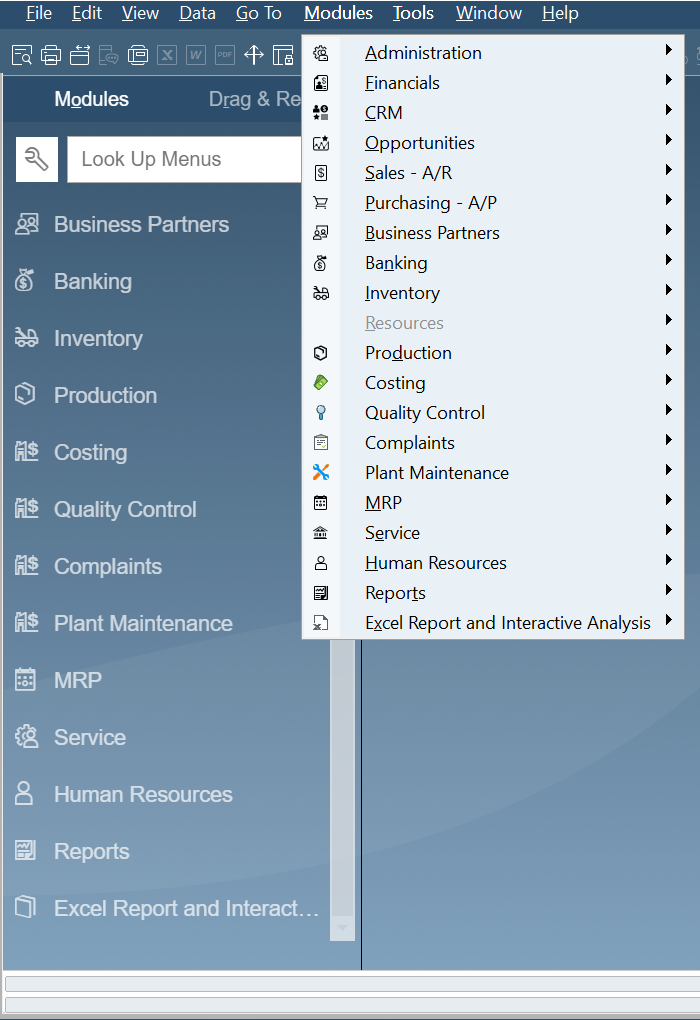 File Edit View Data Go To Modules Tools Window Help
Modules Drag & Re
Look Up Menus
Business Partners
Banking
Inventory
Production
Costing
Quality Control
Complaints
Plant Maintenance
MRP
Service
Human Resources
Reports
Excel Report and Interact...
Administration
Financials
CRM
Opportunities
Sales - A/R
Purchasing - A/P
Business Partners
Banking
Inventory
Resources
Production
Costing
Quality Control
Complaints
Plant Maintenance
MRP
Service
Human Resources
Reports
Excel Report and Interactive Analysis